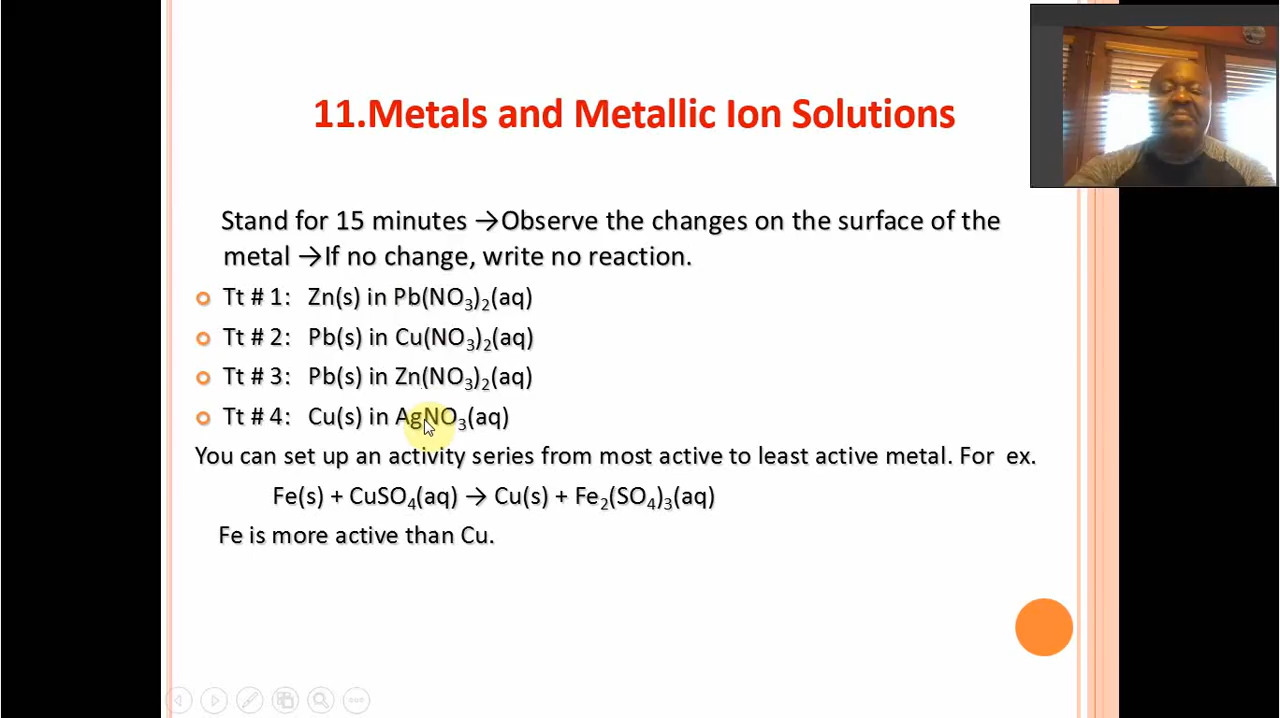 11.Metals and Metallic Ion Solutions
Stand for 15 minutes →Observe the changes on the surface of the
metal →If no change, write no reaction.
Tt # 1: Zn(s) in Pb(NO₃)₂(aq)
Tt # 2: Pb(s) in Cu(NO₃)₂(aq)
Tt # 3: Pb(s) in Zn(NO₃)₂(aq)
Tt # 4: Cu(s) in AgNO₃(aq)
You can set up an activity series from most active to least active metal. For ex.
Fe(s) + CuSO₄(aq) → Cu(s) + Fe₂(SO₄)₃(aq)
Fe is more active than Cu.